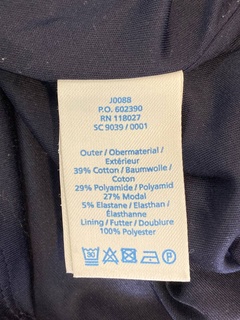 J0088
P.O. 602390
RN 118027
SC 9039 / 0001
Outer / Obermaterial /
Extérieur
39% Cotton / Baumwolle /
Coton
29% Polyamide / Polyamid
27% Modal
5% Elastane / Elasthan /
Élasthanne
Lining / Futter / Doublure
100% Polyester
30